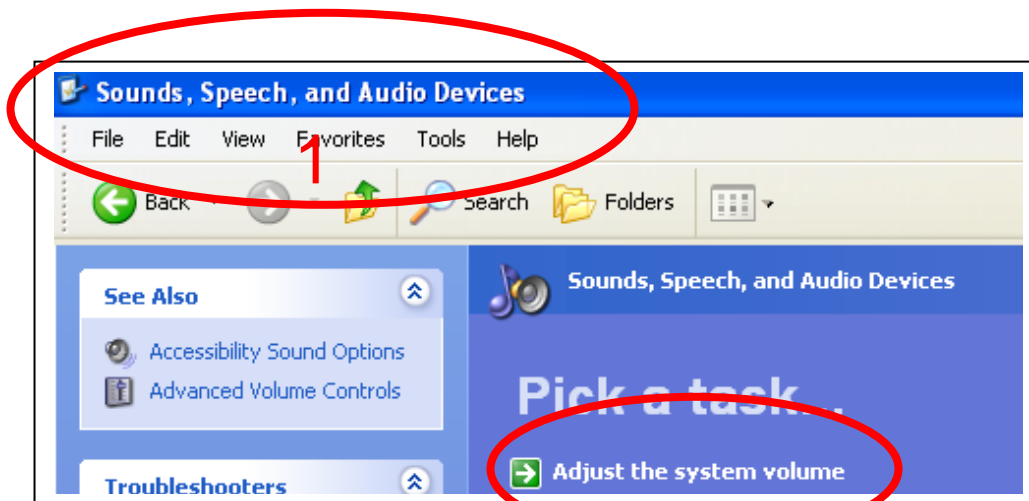 Sounds, Speech, and Audio Devices
File Edit View Favorites Tools Help
1
Back Search Folders
See Also
Accessibility Sound Options
Advanced Volume Controls
Troubleshooters
Sounds, Speech, and Audio Devices
Pick a task...
Adjust the system volume